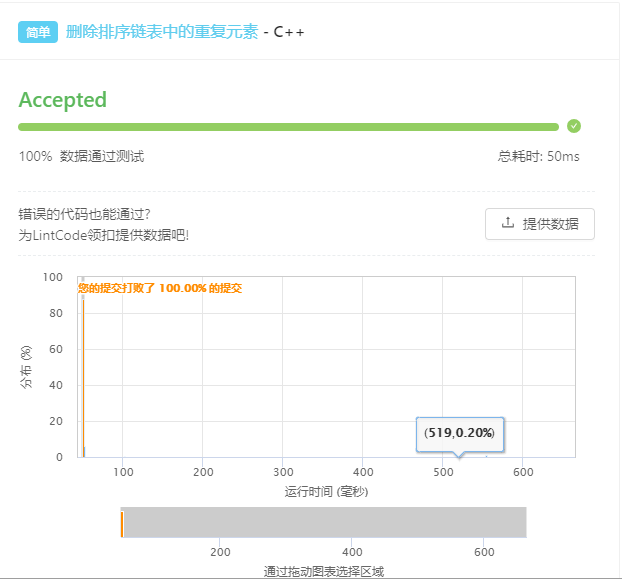 简单 删除排序链表中的重复元素 - C++
Accepted
100% 数据通过测试 总耗时: 50ms
错误的代码也能通过?
为LintCode领扣提供数据吧!
提供数据
100
您的提交打败了 100.00% 的提交
80
60
40
20
0
分布 (%)
(519,0.20%)
100 200 300 400 500 600
运行时间 (毫秒)
200 400 600
通过拖动图表选择区域